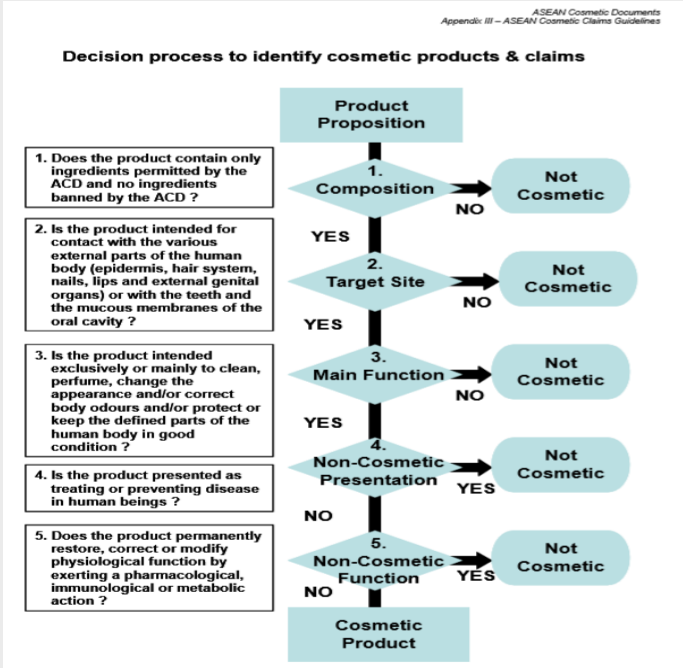 ASEAN Cosmetic Documents
Appendix III – ASEAN Cosmetic Claims Guidelines
Decision process to identify cosmetic products & claims
Product
Proposition
1. Does the product contain only
ingredients permitted by the
ACD and no ingredients
banned by the ACD ?
1.
Composition
Not
Cosmetic
NO
YES
2. Is the product intended for
contact with the various
external parts of the human
body (epidermis, hair system,
nails, lips and external genital
organs) or with the teeth and
the mucous membranes of the
oral cavity ?
2.
Target Site
Not
Cosmetic
NO
YES
3. Is the product intended
exclusively or mainly to clean,
perfume, change the
appearance and/or correct
body odours and/or protect or
keep the defined parts of the
human body in good
condition ?
3.
Main Function
Not
Cosmetic
NO
YES
4. Is the product presented as
treating or preventing disease
in human beings ?
4.
Non-Cosmetic
Presentation
Not
Cosmetic
YES
NO
5. Does the product permanently
restore, correct or modify
physiological function by
exerting a pharmacological,
immunological or metabolic
action ?
5.
Non-Cosmetic
Function
Not
Cosmetic
YES
NO
Cosmetic
Product